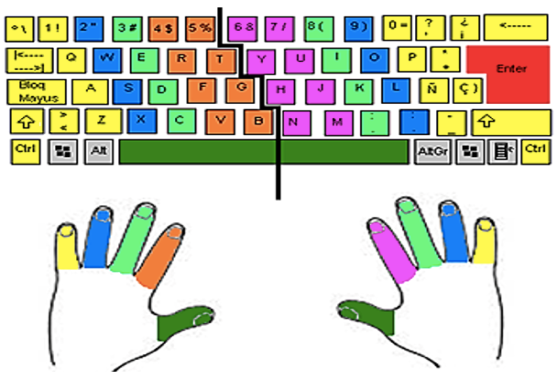 º \ 1 ! 2 " 3 # 4 $ 5 % 6 & 7 / 8 ( 9 ) 0 = ? ' ¿ ¡ <-----
|<---- ---->| Q W E R T Y U I O P Enter
Bloq Mayus A S D F G H J K L Ñ Ç )
> < Z X C V B N M ; , : . - _
Ctrl Alt AltGr Ctrl